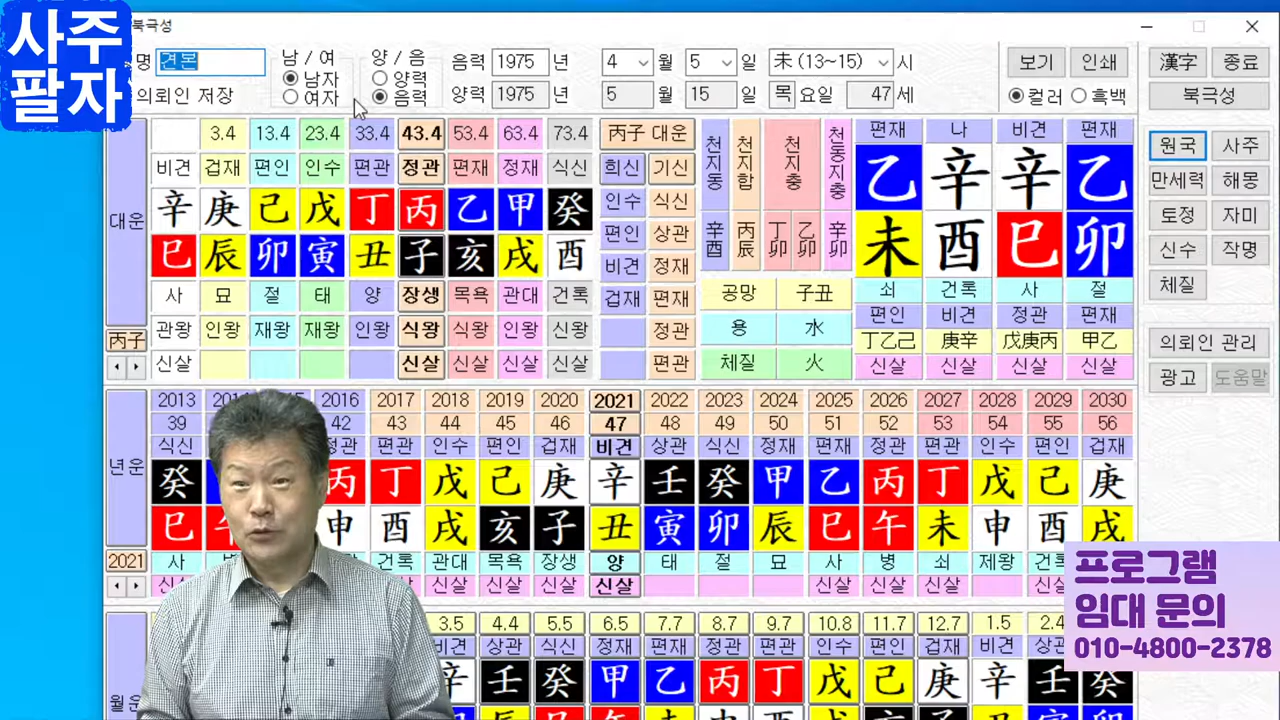 사주
팔자
북극성
명 견본 남 / 여 양 / 음 음력 1975 년 4 월 5 일 未 (13~15) 시 보기 인쇄 漢字 종료
남자 양력
의뢰인 저장 여자 음력 양력 1975 년 5 월 15 일 목 요일 47 세 컬러 흑백 북극성
대운 3.4 13.4 23.4 33.4 43.4 53.4 63.4 73.4
비견 겁재 편인 인수 편관 정관 편재 정재 식신
辛 庚 己 戊 丁 丙 乙 甲 癸
巳 辰 卯 寅 丑 子 亥 戌 酉
사 묘 절 태 양 장생 목욕 관대 건록
관왕 인왕 재왕 재왕 인왕 식왕 식왕 인왕 신왕
신살 신살 신살 신살
丙子
丙子 대운
희신 기신
인수 식신
편인 상관
비견 정재
겁재 편재
정관
편관
천지동 천지합 천지충 천동지충
辛酉 丙辰 丁卯 乙卯 辛卯
공망 子丑
용 水
체질 火
편재 나 비견 편재
乙 辛 辛 乙
未 酉 巳 卯
쇠 건록 사 절
편인 비견 정관 편재
丁乙己 庚辛 戊庚丙 甲乙
신살 신살 신살 신살
원국 사주
만세력 해몽
토정 자미
신수 작명
체질
의뢰인 관리
광고 도움말
년운 2013 2016 2017 2018 2019 2020 2021 2022 2023 2024 2025 2026 2027 2028 2029 2030
39 42 43 44 45 46 47 48 49 50 51 52 53 54 55 56
식신 정관 편관 인수 편인 겁재 비견 상관 식신 정재 편재 정관 편관 인수 편인 겁재
癸 丙 丁 戊 己 庚 辛 壬 癸 甲 乙 丙 丁 戊 己 庚
巳 申 酉 戌 亥 子 丑 寅 卯 辰 巳 午 未 申 酉 戌
2021 사 건록 관대 목욕 장생 양 태 절 묘 사 병 쇠 제왕
신살 신살 신살 신살 신살
월운 3.5 4.4 5.5 6.5 7.7 8.7 9.7 10.8 11.7 12.7 1.5 2.4
비견 상관 식신 정재 편재 정관 편관 인수 편인 겁재 비견 상관
辛 壬 癸 甲 乙 丙 丁 戊 己 庚 辛 壬 癸
프로그램
임대 문의
010-4800-2378